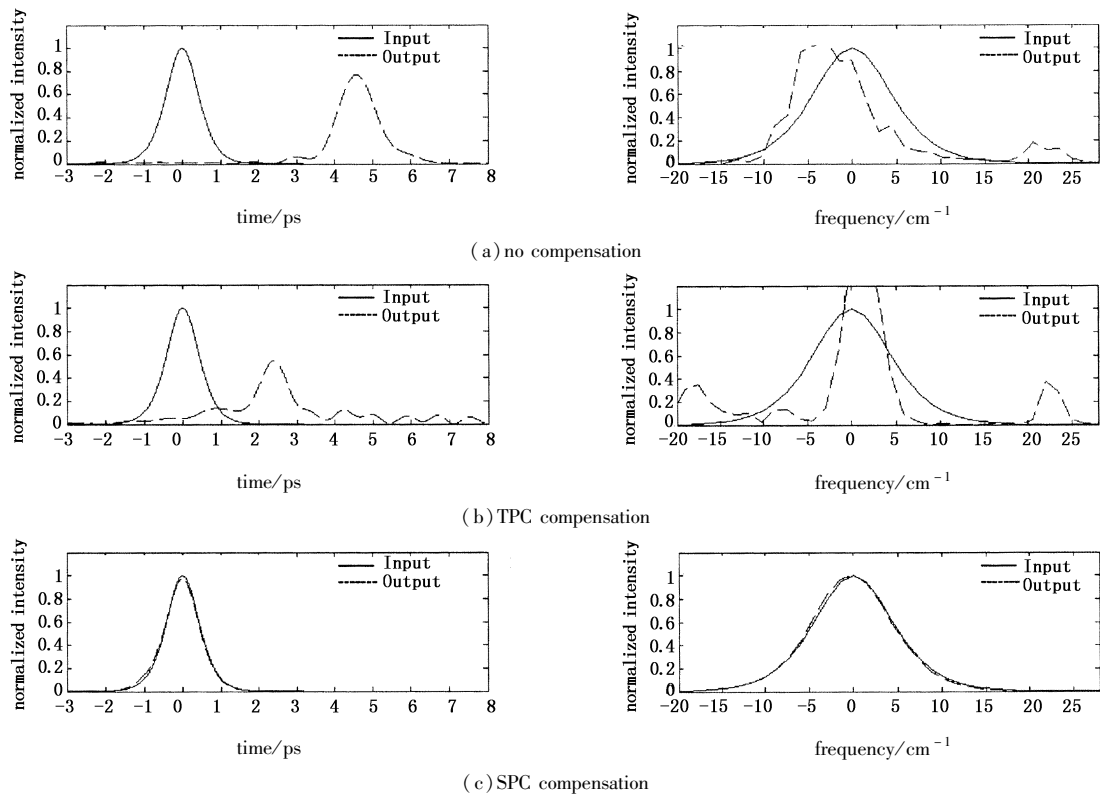 normalized intensity
1
0.8
0.6
0.4
0.2
0
-3 -2 -1 0 1 2 3 4 5 6 7 8
time/ps
Input
Output
normalized intensity
1
0.8
0.6
0.4
0.2
0
-20 -15 -10 -5 0 5 10 15 20 25
frequency/cm⁻¹
Input
Output
(a) no compensation
normalized intensity
1
0.8
0.6
0.4
0.2
0
-3 -2 -1 0 1 2 3 4 5 6 7 8
time/ps
Input
Output
normalized intensity
1
0.8
0.6
0.4
0.2
0
-20 -15 -10 -5 0 5 10 15 20 25
frequency/cm⁻¹
Input
Output
(b) TPC compensation
normalized intensity
1
0.8
0.6
0.4
0.2
0
-3 -2 -1 0 1 2 3 4 5 6 7 8
time/ps
Input
Output
normalized intensity
1
0.8
0.6
0.4
0.2
0
-20 -15 -10 -5 0 5 10 15 20 25
frequency/cm⁻¹
Input
Output
(c) SPC compensation